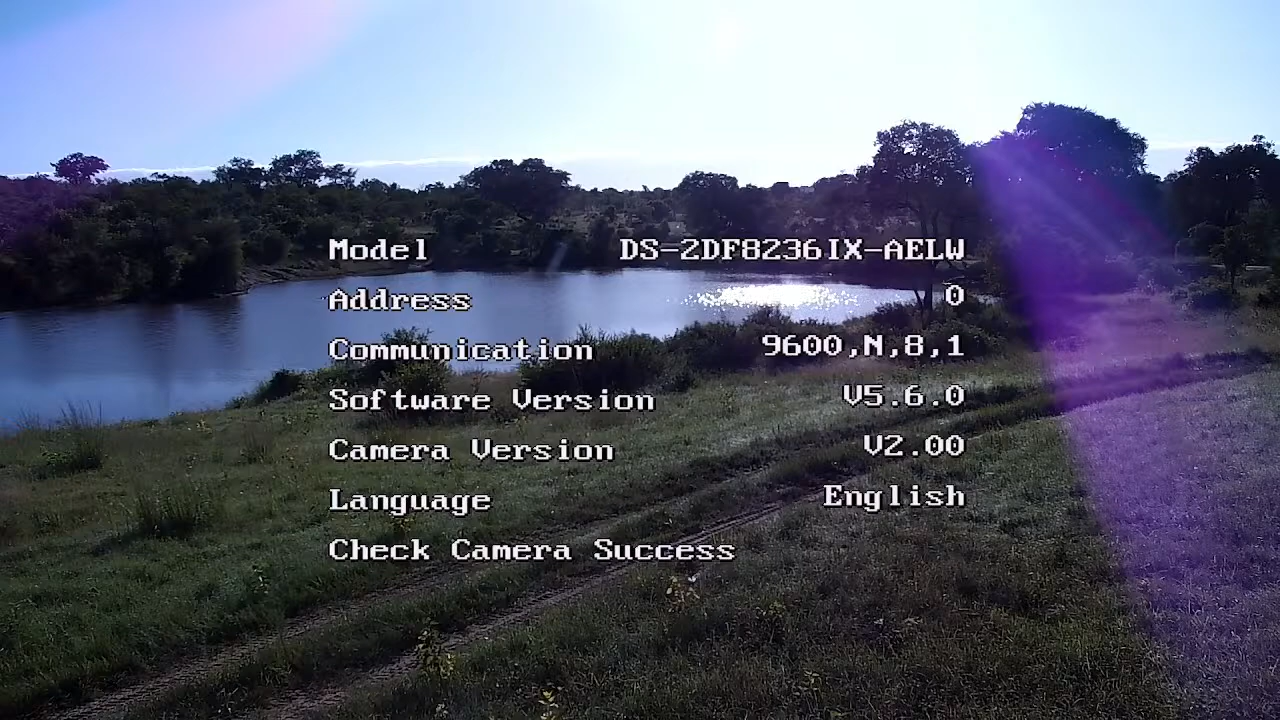 Model DS-2DF8236IX-AELW
Address 0
Communication 9600,N,8,1
Software Version V5.6.0
Camera Version V2.00
Language English
Check Camera Success